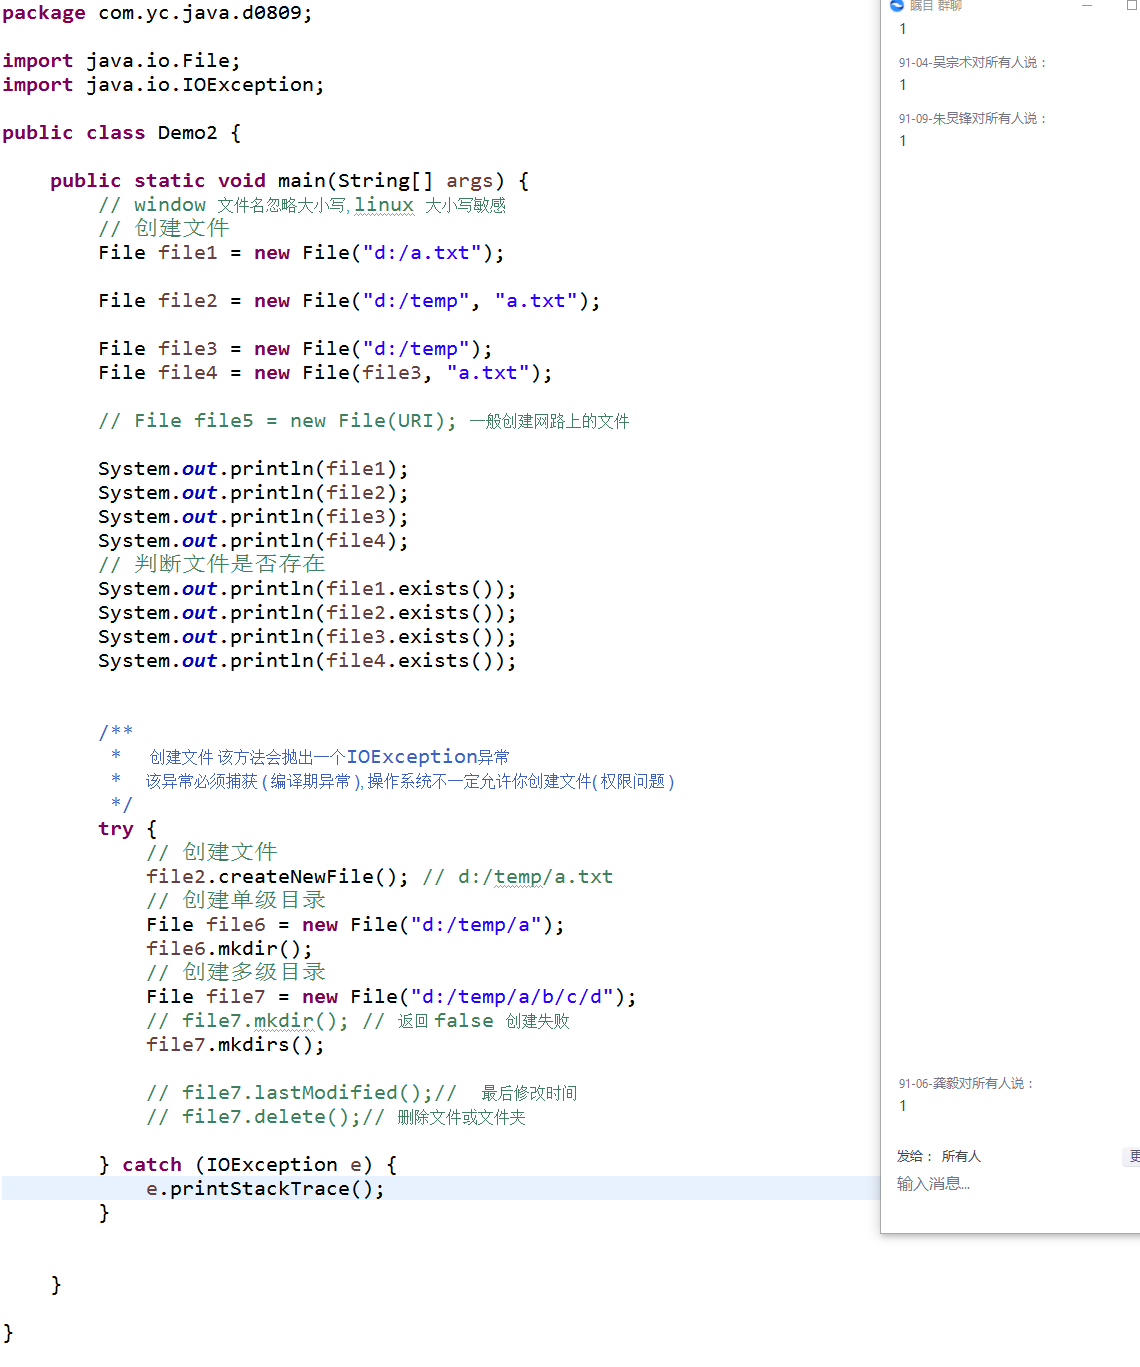 package com.yc.java.d0809;
import java.io.File;
import java.io.IOException;
public class Demo2 {
public static void main(String[] args) {
// window 文件名忽略大小写, linux 大小写敏感
// 创建文件
File file1 = new File("d:/a.txt");
File file2 = new File("d:/temp", "a.txt");
File file3 = new File("d:/temp");
File file4 = new File(file3, "a.txt");
// File file5 = new File(URI); 一般创建网路上的文件
System.out.println(file1);
System.out.println(file2);
System.out.println(file3);
System.out.println(file4);
// 判断文件是否存在
System.out.println(file1.exists());
System.out.println(file2.exists());
System.out.println(file3.exists());
System.out.println(file4.exists());
/**
* 创建文件 该方法会抛出一个IOException异常
* 该异常必须捕获 ( 编译期异常 ), 操作系统不一定允许你创建文件( 权限问题 )
*/
try {
// 创建文件
file2.createNewFile(); // d:/temp/a.txt
// 创建单级目录
File file6 = new File("d:/temp/a");
file6.mkdir();
// 创建多级目录
File file7 = new File("d:/temp/a/b/c/d");
// file7.mkdir(); // 返回 false 创建失败
file7.mkdirs();
// file7.lastModified();// 最后修改时间
// file7.delete();// 删除文件或文件夹
} catch (IOException e) {
e.printStackTrace();
}
}
}
瞩目 群聊
1
91-04-吴宗术对所有人说：
1
91-09-朱炅锋对所有人说：
1
91-06-龚毅对所有人说：
1
发给： 所有人
更
输入消息...